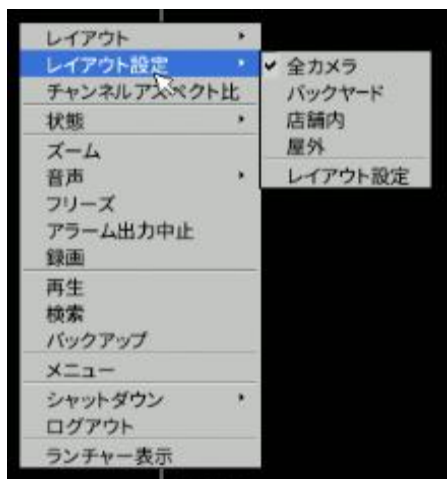 レイアウト
レイアウト設定
チャンネルアスペクト比
状態
ズーム
音声
フリーズ
アラーム出力中止
録画
再生
検索
バックアップ
メニュー
シャットダウン
ログアウト
ランチャー表示
全カメラ
バックヤード
店舗内
屋外
レイアウト設定